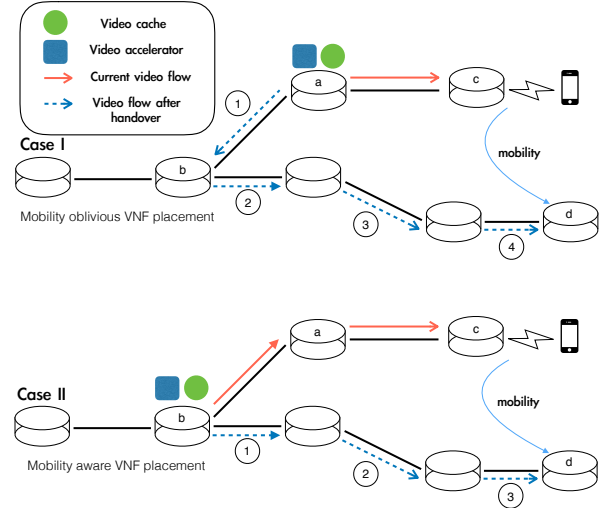 Video cache
Video accelerator
Current video flow
Video flow after
handover
Case I
a
c
1
b
mobility
2
3
d
4
Mobility oblivious VNF placement
a
c
Case II
b
mobility
1
2
d
3
Mobility aware VNF placement